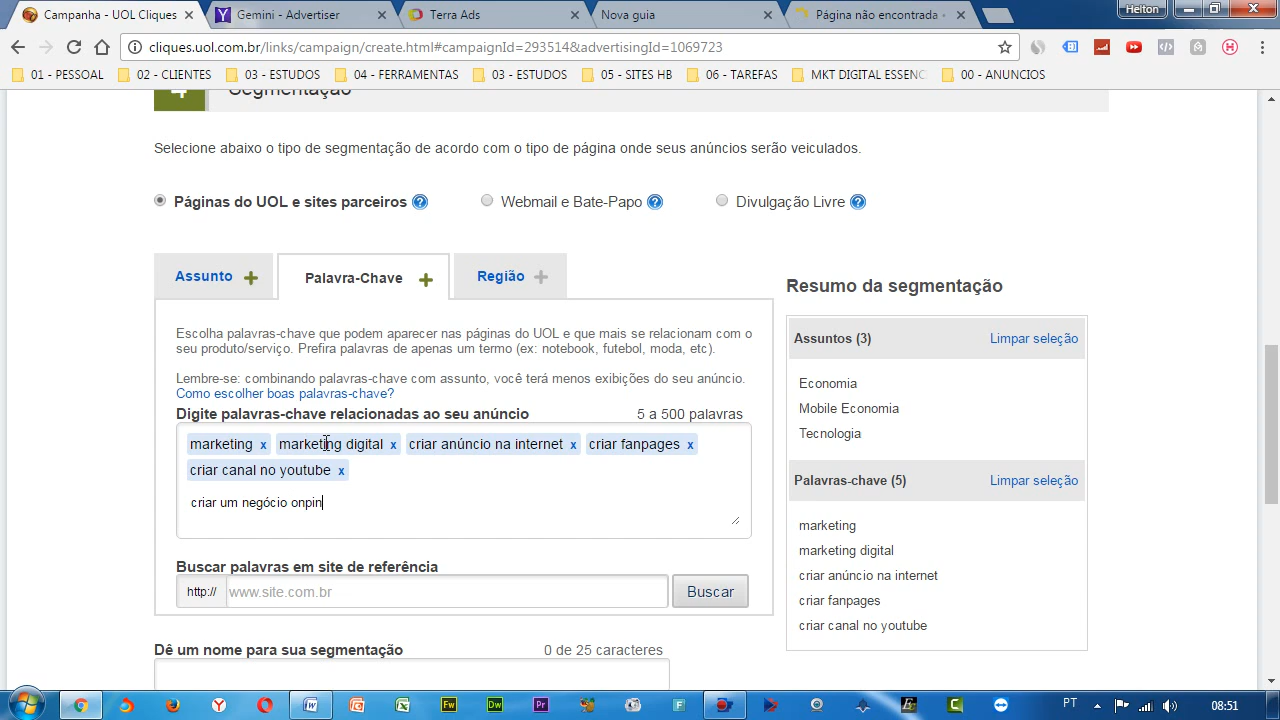 Campanha - UOL Cliques
Gemini - Advertiser
Terra Ads
Nova guia
Página não encontrada -
Helton
cliques.uol.com.br/links/campaign/create.html#campaignId=293514&advertisingId=1069723
01 - PESSOAL
02 - CLIENTES
03 - ESTUDOS
04 - FERRAMENTAS
03 - ESTUDOS
05 - SITES HB
06 - TAREFAS
MKT DIGITAL ESSENC
00 - ANUNCIOS
Segmentação
Selecione abaixo o tipo de segmentação de acordo com o tipo de página onde seus anúncios serão veiculados.
Páginas do UOL e sites parceiros
Webmail e Bate-Papo
Divulgação Livre
Assunto
Palavra-Chave
Região
Escolha palavras-chave que podem aparecer nas páginas do UOL e que mais se relacionam com o
seu produto/serviço. Prefira palavras de apenas um termo (ex: notebook, futebol, moda, etc).
Lembre-se: combinando palavras-chave com assunto, você terá menos exibições do seu anúncio.
Como escolher boas palavras-chave?
Digite palavras-chave relacionadas ao seu anúncio 5 a 500 palavras
marketing x marketing digital x criar anúncio na internet x criar fanpages x
criar canal no youtube x
criar um negócio onpin
Buscar palavras em site de referência
http:// www.site.com.br Buscar
Dê um nome para sua segmentação 0 de 25 caracteres
Resumo da segmentação
Assuntos (3) Limpar seleção
Economia
Mobile Economia
Tecnologia
Palavras-chave (5) Limpar seleção
marketing
marketing digital
criar anúncio na internet
criar fanpages
criar canal no youtube
Fw
Dw
Pr
F
PT
08:51